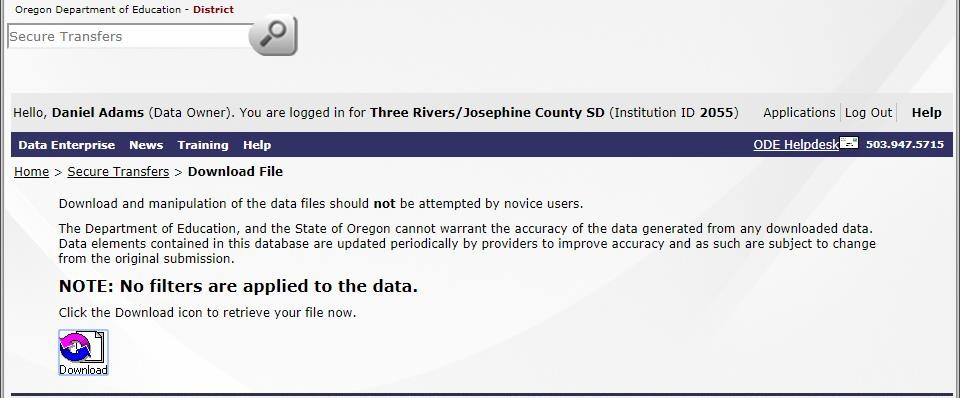 Oregon Department of Education - District
Secure Transfers
Hello, Daniel Adams (Data Owner). You are logged in for Three Rivers/Josephine County SD (Institution ID 2055) Applications Log Out Help
Data Enterprise News Training Help ODE Helpdesk 503.947.5715
Home > Secure Transfers > Download File
Download and manipulation of the data files should not be attempted by novice users.
The Department of Education, and the State of Oregon cannot warrant the accuracy of the data generated from any downloaded data.
Data elements contained in this database are updated periodically by providers to improve accuracy and as such are subject to change
from the original submission.
NOTE: No filters are applied to the data.
Click the Download icon to retrieve your file now.
Download